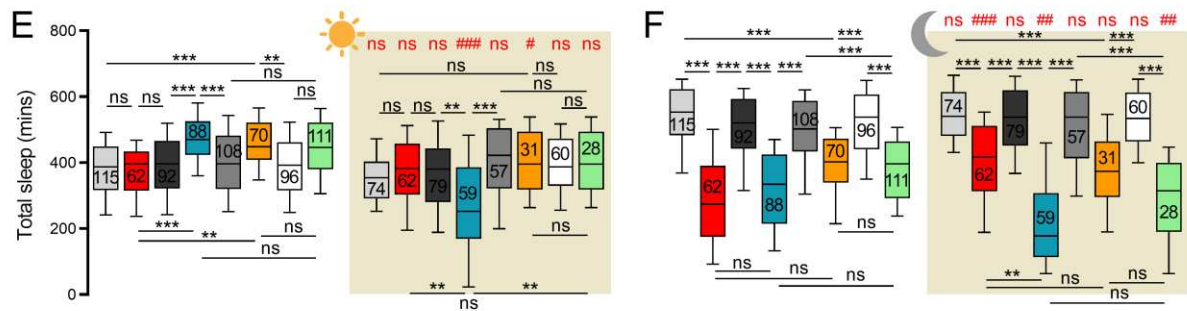 E
F
Total sleep (mins)
800
600
400
200
0
ns ns ns ### ns # ns ns
ns ### ns ## ns ns ns ##
*** **
ns
ns ns *** *** ns
115 62 92 88 108 70 96 111
***
** ns
ns
ns ns
ns
ns ns ** *** ns
74 62 79 59 57 31 60 28
ns
ns
** **
ns
*** ***
***
*** *** *** *** ***
115 62 92 88 108 70 96 111
ns
ns ns
*** ***
***
*** *** *** *** ***
74 62 79 59 57 31 60 28
** ns ns
ns